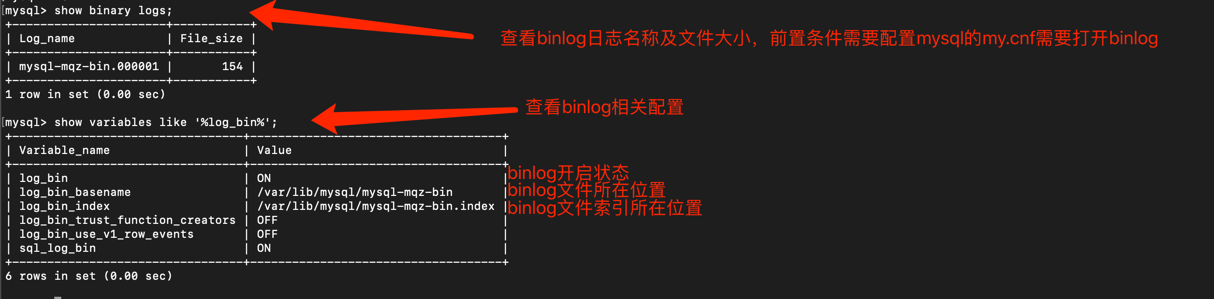 mysql> show binary logs;
+----------------------+-----------+
| Log_name | File_size |
+----------------------+-----------+
| mysql-mqz-bin.000001 | 154 |
+----------------------+-----------+
1 row in set (0.00 sec)
查看binlog日志名称及文件大小，前置条件需要配置mysql的my.cnf需要打开binlog
mysql> show variables like '%log_bin%';
查看binlog相关配置
+---------------------------------+------------------------------------+
| Variable_name | Value |
+---------------------------------+------------------------------------+
| log_bin | ON | binlog开启状态
| log_bin_basename | /var/lib/mysql/mysql-mqz-bin | binlog文件所在位置
| log_bin_index | /var/lib/mysql/mysql-mqz-bin.index | binlog文件索引所在位置
| log_bin_trust_function_creators | OFF |
| log_bin_use_v1_row_events | OFF |
| sql_log_bin | ON |
+---------------------------------+------------------------------------+
6 rows in set (0.00 sec)